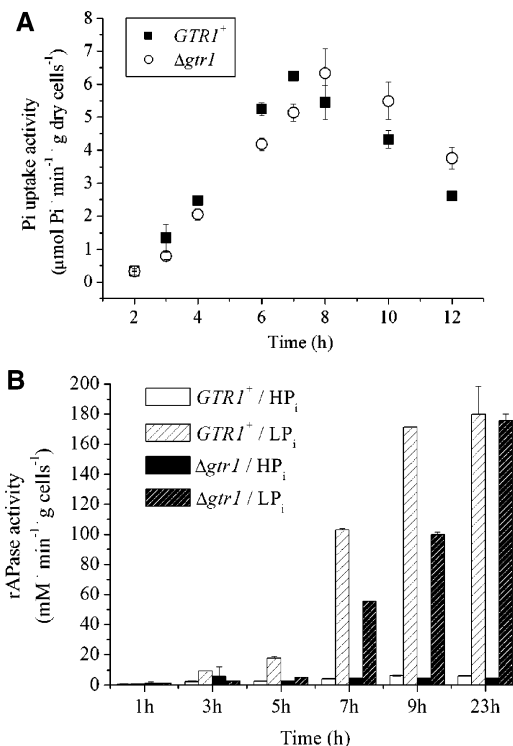 A
GTR1⁺
Δgtr1
Pi uptake activity
(μmol Pi · min⁻¹ · g dry cells⁻¹)
8
7
6
5
4
3
2
1
0
2 4 6 8 10 12
Time (h)
B
GTR1⁺ / HPᵢ
GTR1⁺ / LPᵢ
Δgtr1 / HPᵢ
Δgtr1 / LPᵢ
rAPase activity
(mM · min⁻¹ · g cells⁻¹)
200
180
160
140
120
100
80
60
40
20
0
1h 3h 5h 7h 9h 23h
Time (h)